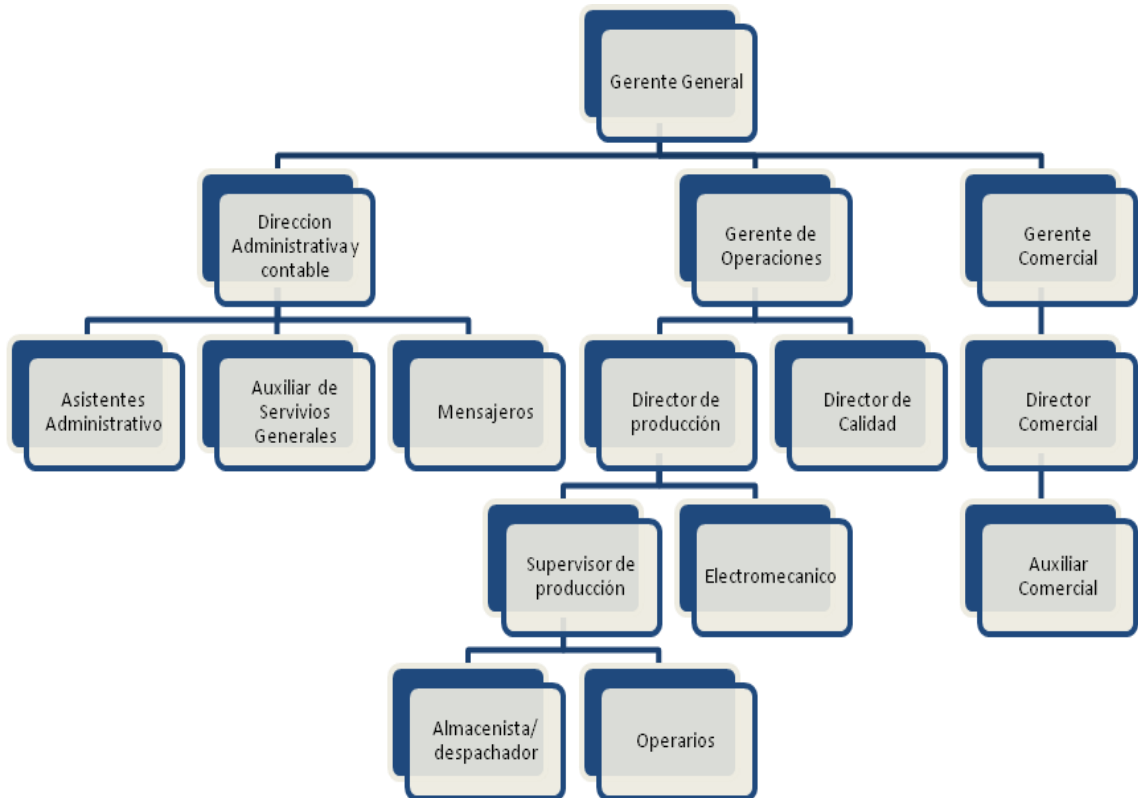 Gerente General
Direccion
Administrativa y
contable
Gerente de
Operaciones
Gerente
Comercial
Asistentes
Administrativo
Auxiliar de
Servivios
Generales
Mensajeros
Director de
producción
Director de
Calidad
Director
Comercial
Supervisor de
producción
Electromecanico
Auxiliar
Comercial
Almacenista/
despachador
Operarios